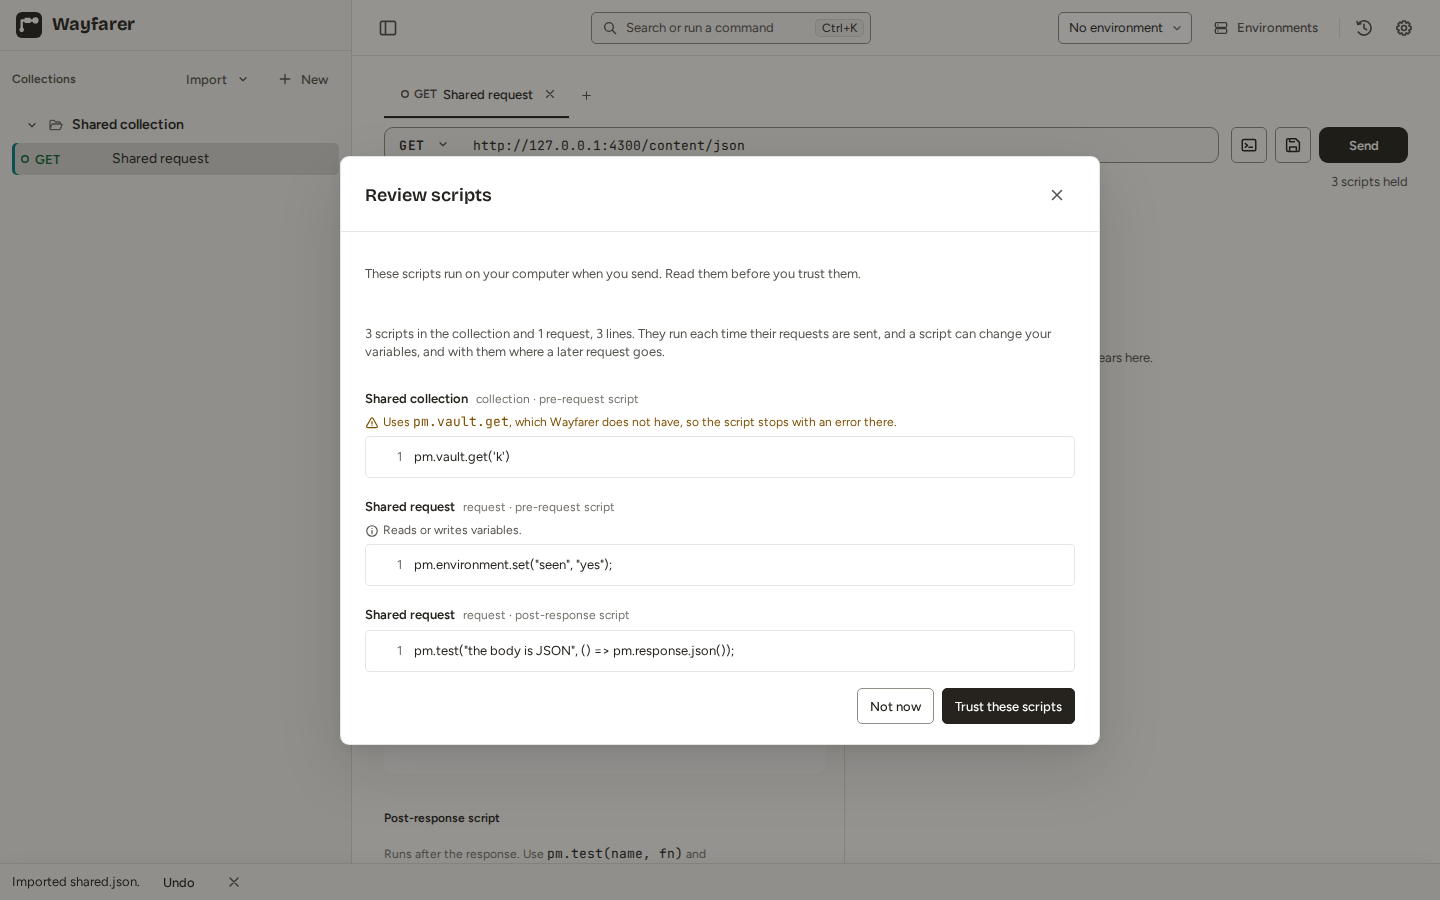 Wayfarer
Search or run a command
Ctrl+K
No environment
Environments
Collections
Import
New
GET Shared request
Shared collection
GET Shared request
GET
http://127.0.0.1:4300/content/json
Send
3 scripts held
Review scripts
These scripts run on your computer when you send. Read them before you trust them.
3 scripts in the collection and 1 request, 3 lines. They run each time their requests are sent, and a script can change your
variables, and with them where a later request goes.
ears here.
Shared collection collection · pre-request script
Uses pm.vault.get, which Wayfarer does not have, so the script stops with an error there.
1 pm.vault.get('k')
Shared request request · pre-request script
Reads or writes variables.
1 pm.environment.set("seen", "yes");
Shared request request · post-response script
1 pm.test("the body is JSON", () => pm.response.json());
Not now
Trust these scripts
Post-response script
Runs after the response. Use pm.test(name, fn) and
Imported shared.json.
Undo